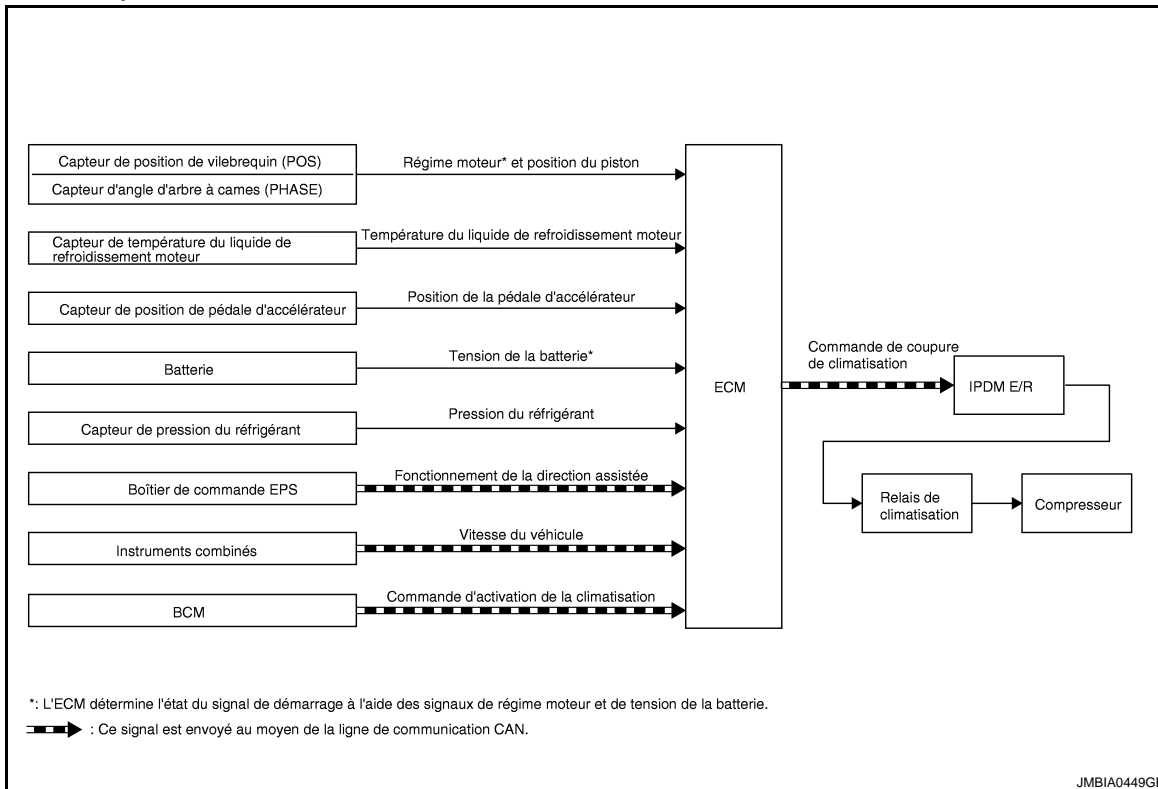 Capteur de position de vilebrequin (POS)
Capteur d'angle d'arbre à cames (PHASE)
Régime moteur* et position du piston
Capteur de température du liquide de
refroidissement moteur
Température du liquide de refroidissement moteur
Capteur de position de pédale d'accélérateur
Position de la pédale d'accélérateur
Batterie
Tension de la batterie*
Capteur de pression du réfrigérant
Pression du réfrigérant
Boîtier de commande EPS
Fonctionnement de la direction assistée
Instruments combinés
Vitesse du véhicule
BCM
Commande d'activation de la climatisation
ECM
Commande de coupure
de climatisation
IPDM E/R
Relais de
climatisation
Compresseur
*: L'ECM détermine l'état du signal de démarrage à l'aide des signaux de régime moteur et de tension de la batterie.
: Ce signal est envoyé au moyen de la ligne de communication CAN.